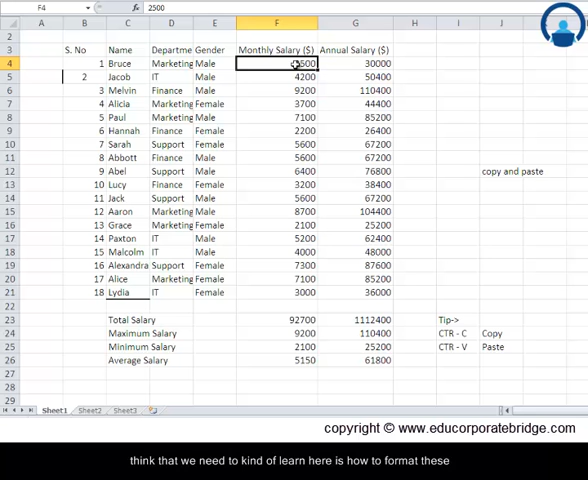 F4 fx 2500
A B C D E F G H I J K
2
3 S. No Name Departme Gender Monthly Salary ($) Annual Salary ($)
4 1 Bruce Marketing Male 2500 30000
5 2 Jacob IT Male 4200 50400
6 3 Melvin Finance Male 9200 110400
7 4 Alicia Marketing Female 3700 44400
8 5 Paul Marketing Male 7100 85200
9 6 Hannah Finance Female 2200 26400
10 7 Sarah Support Female 5600 67200
11 8 Abbott Finance Male 5600 67200
12 9 Abel Support Male 6400 76800 copy and paste
13 10 Lucy Finance Female 3200 38400
14 11 Jack Support Male 5600 67200
15 12 Aaron Marketing Male 8700 104400
16 13 Grace Marketing Female 2100 25200
17 14 Paxton IT Male 5200 62400
18 15 Malcolm IT Male 4000 48000
19 16 Alexandra Support Female 7300 87600
20 17 Alice Marketing Female 7100 85200
21 18 Lydia IT Female 3000 36000
22
23 Total Salary 92700 1112400 Tip->
24 Maximum Salary 9200 110400 CTR - C Copy
25 Minimum Salary 2100 25200 CTR - V Paste
26 Average Salary 5150 61800
27
28
29
Sheet1 Sheet2 Sheet3
copyright © www.educorporatebridge.com
think that we need to kind of learn here is how to format these